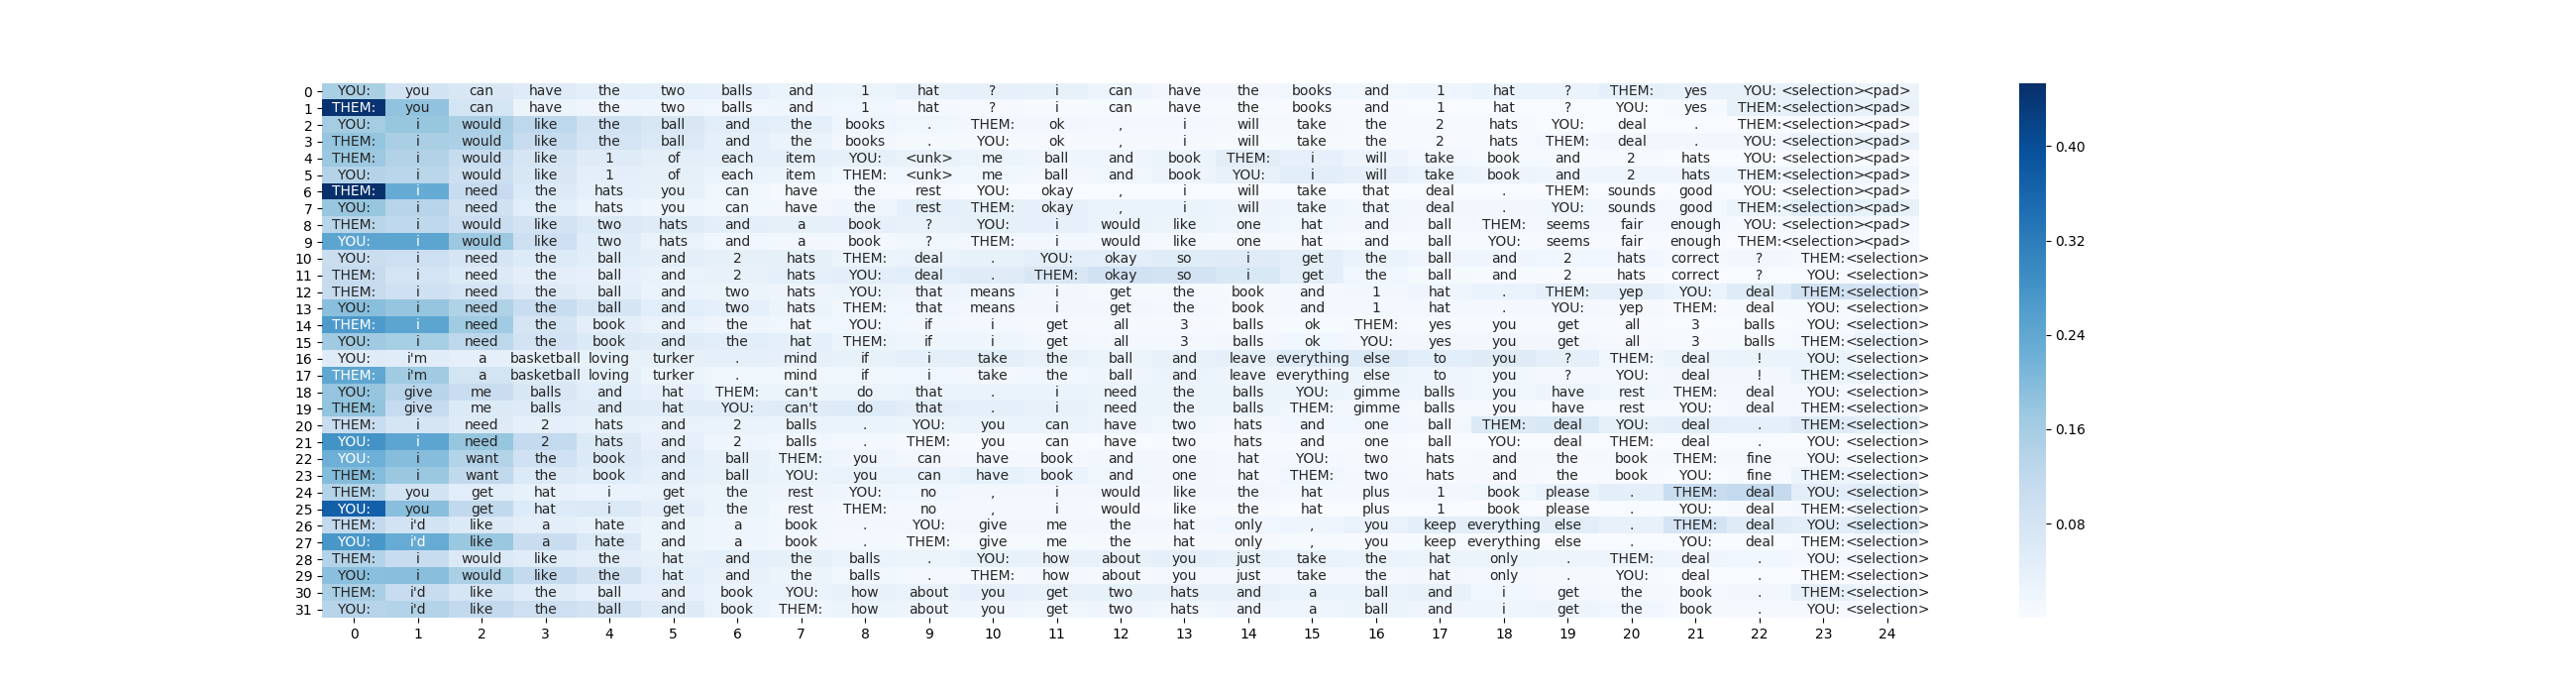 0 YOU: you can have the two balls and 1 hat ? i can have the books and 1 hat ? THEM: yes YOU: <selection> <pad>
1 THEM: you can have the two balls and 1 hat ? i can have the books and 1 hat ? YOU: yes THEM: <selection> <pad>
2 YOU: i would like the ball and the books . THEM: ok , i will take the 2 hats YOU: deal . THEM: <selection> <pad>
3 THEM: i would like the ball and the books . YOU: ok , i will take the 2 hats THEM: deal . YOU: <selection> <pad>
4 THEM: i would like 1 of each item YOU: <unk> me ball and book THEM: i will take book and 2 hats YOU: <selection> <pad>
0.40
5 YOU: i would like 1 of each item THEM: <unk> me ball and book YOU: i will take book and 2 hats THEM: <selection> <pad>
6 THEM: i need the hats you can have the rest YOU: okay , i will take that deal . THEM: sounds good YOU: <selection> <pad>
7 YOU: i need the hats you can have the rest THEM: okay , i will take that deal . YOU: sounds good THEM: <selection> <pad>
8 THEM: i would like two hats and a book ? YOU: i would like one hat and ball THEM: seems fair enough YOU: <selection> <pad>
9 YOU: i would like two hats and a book ? THEM: i would like one hat and ball YOU: seems fair enough THEM: <selection> <pad>
0.32
10 YOU: i need the ball and 2 hats THEM: deal . YOU: okay so i get the ball and 2 hats correct ? THEM: <selection>
11 THEM: i need the ball and 2 hats YOU: deal . THEM: okay so i get the ball and 2 hats correct ? YOU: <selection>
12 THEM: i need the ball and two hats YOU: that means i get the book and 1 hat . THEM: yep YOU: deal THEM: <selection>
13 YOU: i need the ball and two hats THEM: that means i get the book and 1 hat . YOU: yep THEM: deal YOU: <selection>
14 THEM: i need the book and the hat YOU: if i get all 3 balls ok THEM: yes you get all 3 balls YOU: <selection>
0.24
15 YOU: i need the book and the hat THEM: if i get all 3 balls ok YOU: yes you get all 3 balls THEM: <selection>
16 YOU: i'm a basketball loving turker . mind if i take the ball and leave everything else to you ? THEM: deal ! YOU: <selection>
17 THEM: i'm a basketball loving turker . mind if i take the ball and leave everything else to you ? YOU: deal ! THEM: <selection>
18 YOU: give me balls and hat THEM: can't do that . i need the balls YOU: gimme balls you have rest THEM: deal YOU: <selection>
19 THEM: give me balls and hat YOU: can't do that . i need the balls THEM: gimme balls you have rest YOU: deal THEM: <selection>
20 THEM: i need 2 hats and 2 balls . YOU: you can have two hats and one ball THEM: deal YOU: deal . THEM: <selection>
0.16
21 YOU: i need 2 hats and 2 balls . THEM: you can have two hats and one ball YOU: deal THEM: deal . YOU: <selection>
22 YOU: i want the book and ball THEM: you can have book and one hat YOU: two hats and the book THEM: fine YOU: <selection>
23 THEM: i want the book and ball YOU: you can have book and one hat THEM: two hats and the book YOU: fine THEM: <selection>
24 THEM: you get hat i get the rest YOU: no , i would like the hat plus 1 book please . THEM: deal YOU: <selection>
25 YOU: you get hat i get the rest THEM: no , i would like the hat plus 1 book please . YOU: deal THEM: <selection>
26 THEM: i'd like a hate and a book . YOU: give me the hat only , you keep everything else . THEM: deal YOU: <selection>
0.08
27 YOU: i'd like a hate and a book . THEM: give me the hat only , you keep everything else . YOU: deal THEM: <selection>
28 THEM: i would like the hat and the balls . YOU: how about you just take the hat only . THEM: deal . YOU: <selection>
29 YOU: i would like the hat and the balls . THEM: how about you just take the hat only . YOU: deal . THEM: <selection>
30 THEM: i'd like the ball and book YOU: how about you get two hats and a ball and i get the book . THEM: <selection>
31 YOU: i'd like the ball and book THEM: how about you get two hats and a ball and i get the book . YOU: <selection>
0 1 2 3 4 5 6 7 8 9 10 11 12 13 14 15 16 17 18 19 20 21 22 23 24